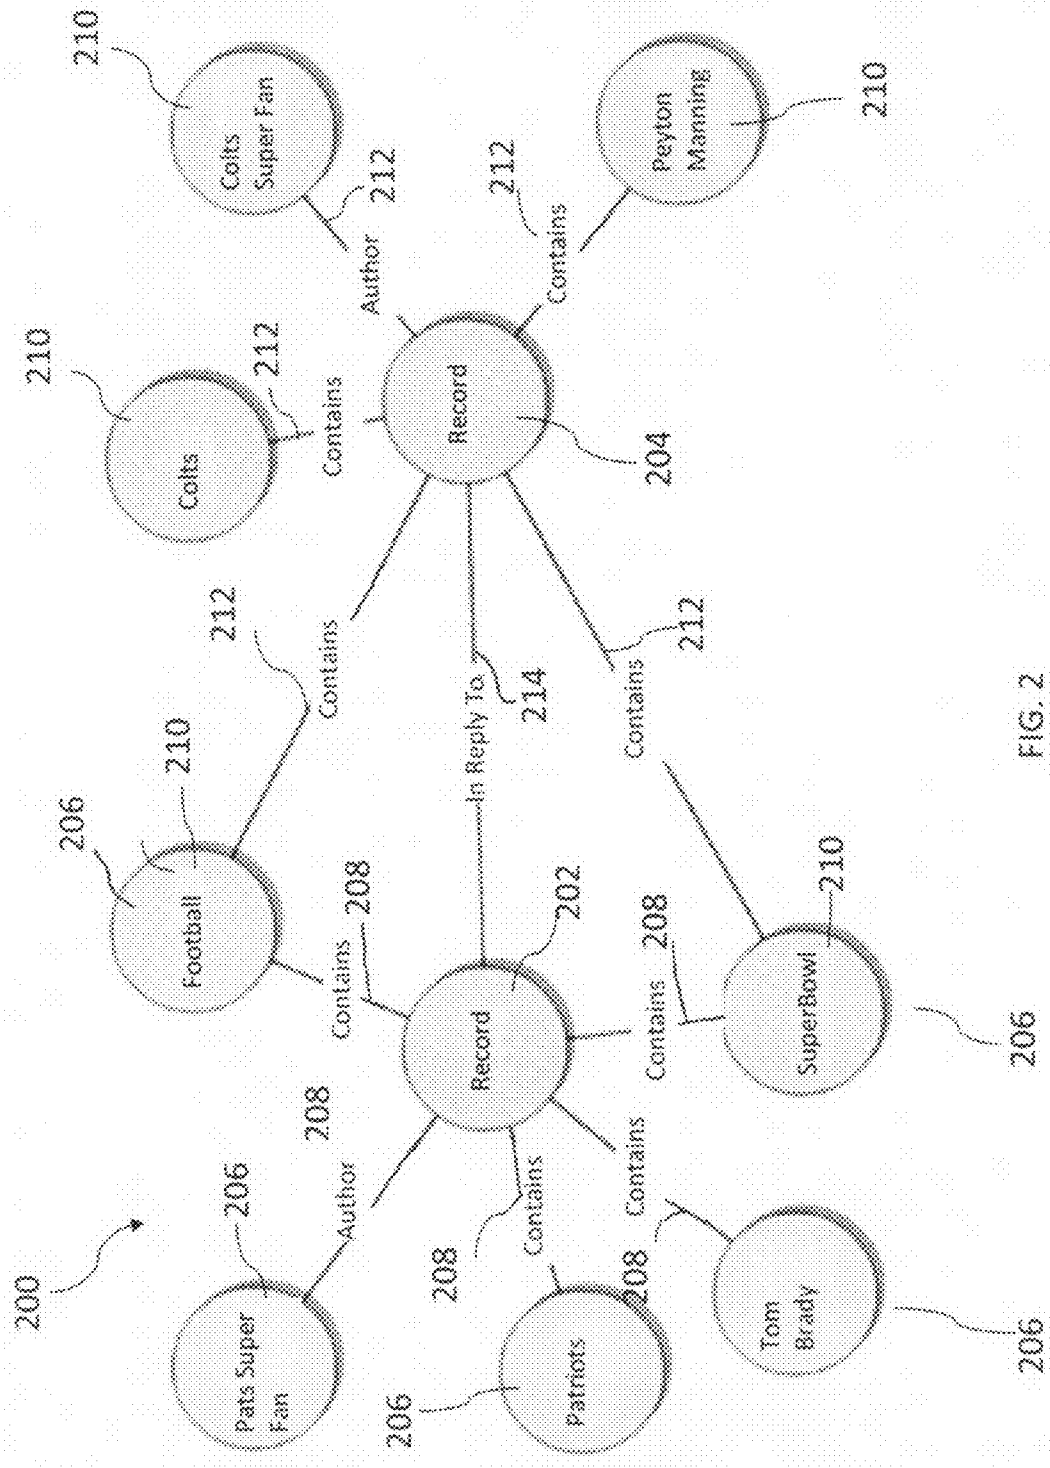 200
210
206
210
210
Colts
Football
212
206
Colts
Super Fan
Pats Super
Fan
212
208
Contains
Contains
Contains
Author
208
Author
212
206
208
Record
In Reply To
Record
212
Contains
214
Contains
202
Patriots
Contains
208
Contains
Contains
208
204
Peyton
Manning
212
Tom
Brady
SuperBowl
210
210
206
206
FIG. 2